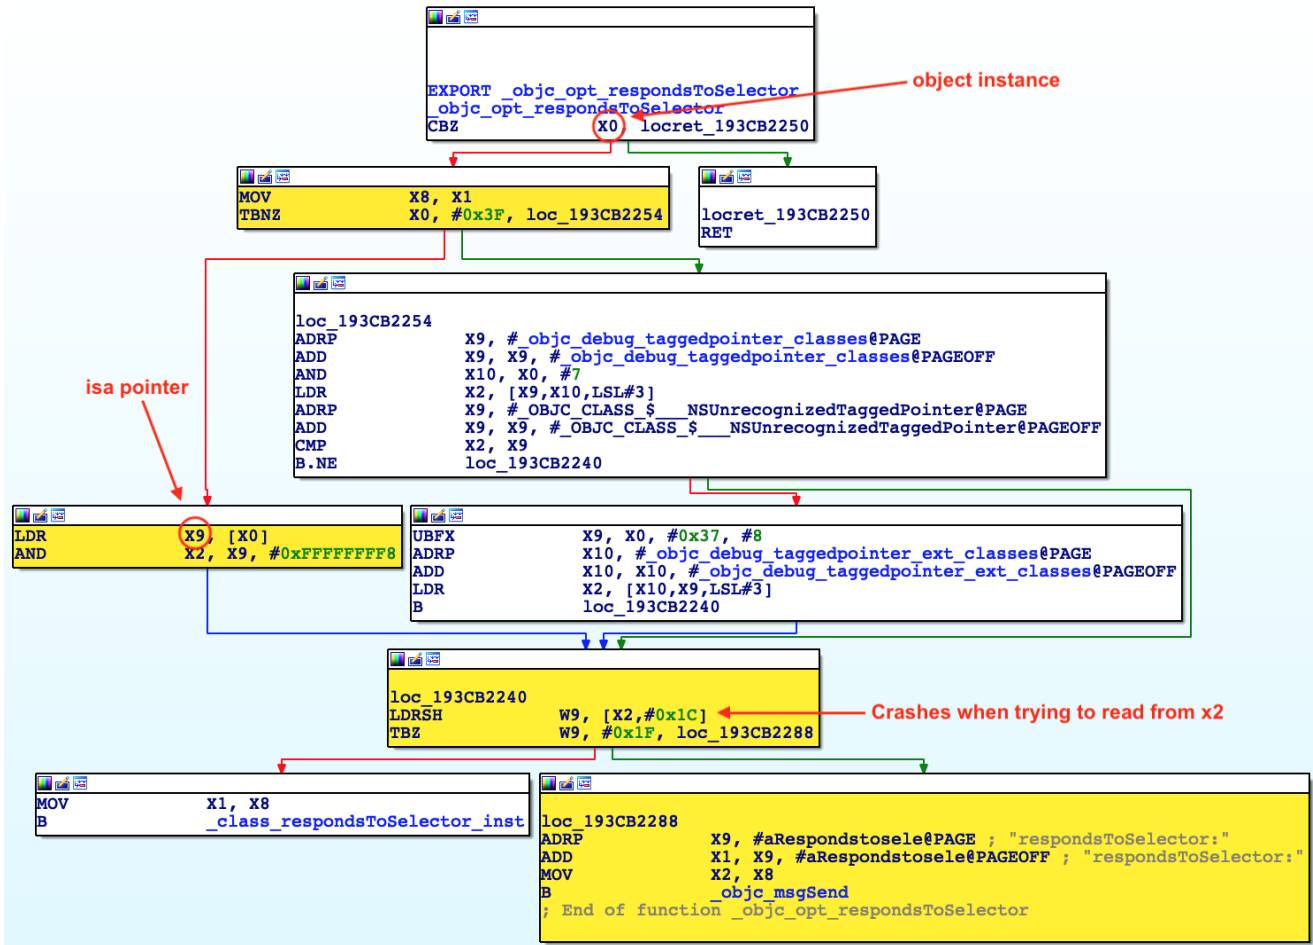 EXPORT _objc_opt_respondsToSelector
_objc_opt_respondsToSelector
CBZ X0, locret_193CB2250
object instance
MOV X8, X1
TBNZ X0, #0x3F, loc_193CB2254
locret_193CB2250
RET
loc_193CB2254
ADRP X9, #_objc_debug_taggedpointer_classes@PAGE
ADD X9, X9, #_objc_debug_taggedpointer_classes@PAGEOFF
AND X10, X0, #7
LDR X2, [X9,X10,LSL#3]
ADRP X9, #_OBJC_CLASS_$___NSUnrecognizedTaggedPointer@PAGE
ADD X9, X9, #_OBJC_CLASS_$___NSUnrecognizedTaggedPointer@PAGEOFF
CMP X2, X9
B.NE loc_193CB2240
isa pointer
LDR X9, [X0]
AND X2, X9, #0xFFFFFFFF8
UBFX X9, X0, #0x37, #8
ADRP X10, #_objc_debug_taggedpointer_ext_classes@PAGE
ADD X10, X10, #_objc_debug_taggedpointer_ext_classes@PAGEOFF
LDR X2, [X10,X9,LSL#3]
B loc_193CB2240
loc_193CB2240
LDRSH W9, [X2,#0x1C]
TBZ W9, #0x1F, loc_193CB2288
Crashes when trying to read from x2
MOV X1, X8
B _class_respondsToSelector_inst
loc_193CB2288
ADRP X9, #aRespondstosele@PAGE ; "respondsToSelector:"
ADD X1, X9, #aRespondstosele@PAGEOFF ; "respondsToSelector:"
MOV X2, X8
B _objc_msgSend
; End of function _objc_opt_respondsToSelector